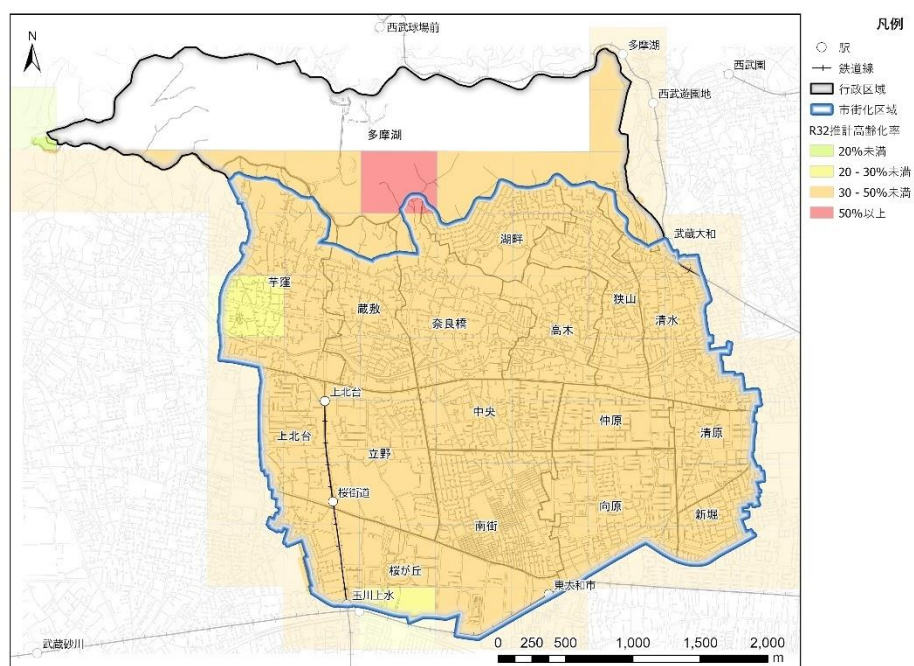 凡例
駅
鉄道線
行政区域
市街化区域
R32推計高齢化率
20%未満
20 - 30%未満
30 - 50%未満
50%以上
N
西武球場前
多摩湖
西武園
西武遊園地
多摩湖
武蔵大和
湖畔
芋窪
蔵敷
奈良橋
高木
狭山
清水
上北台
中央
仲原
清原
上北台
立野
桜街道
南街
向原
新堀
桜が丘
玉川上水
東大和市
武蔵砂川
0 250 500 1,000 1,500 2,000
m